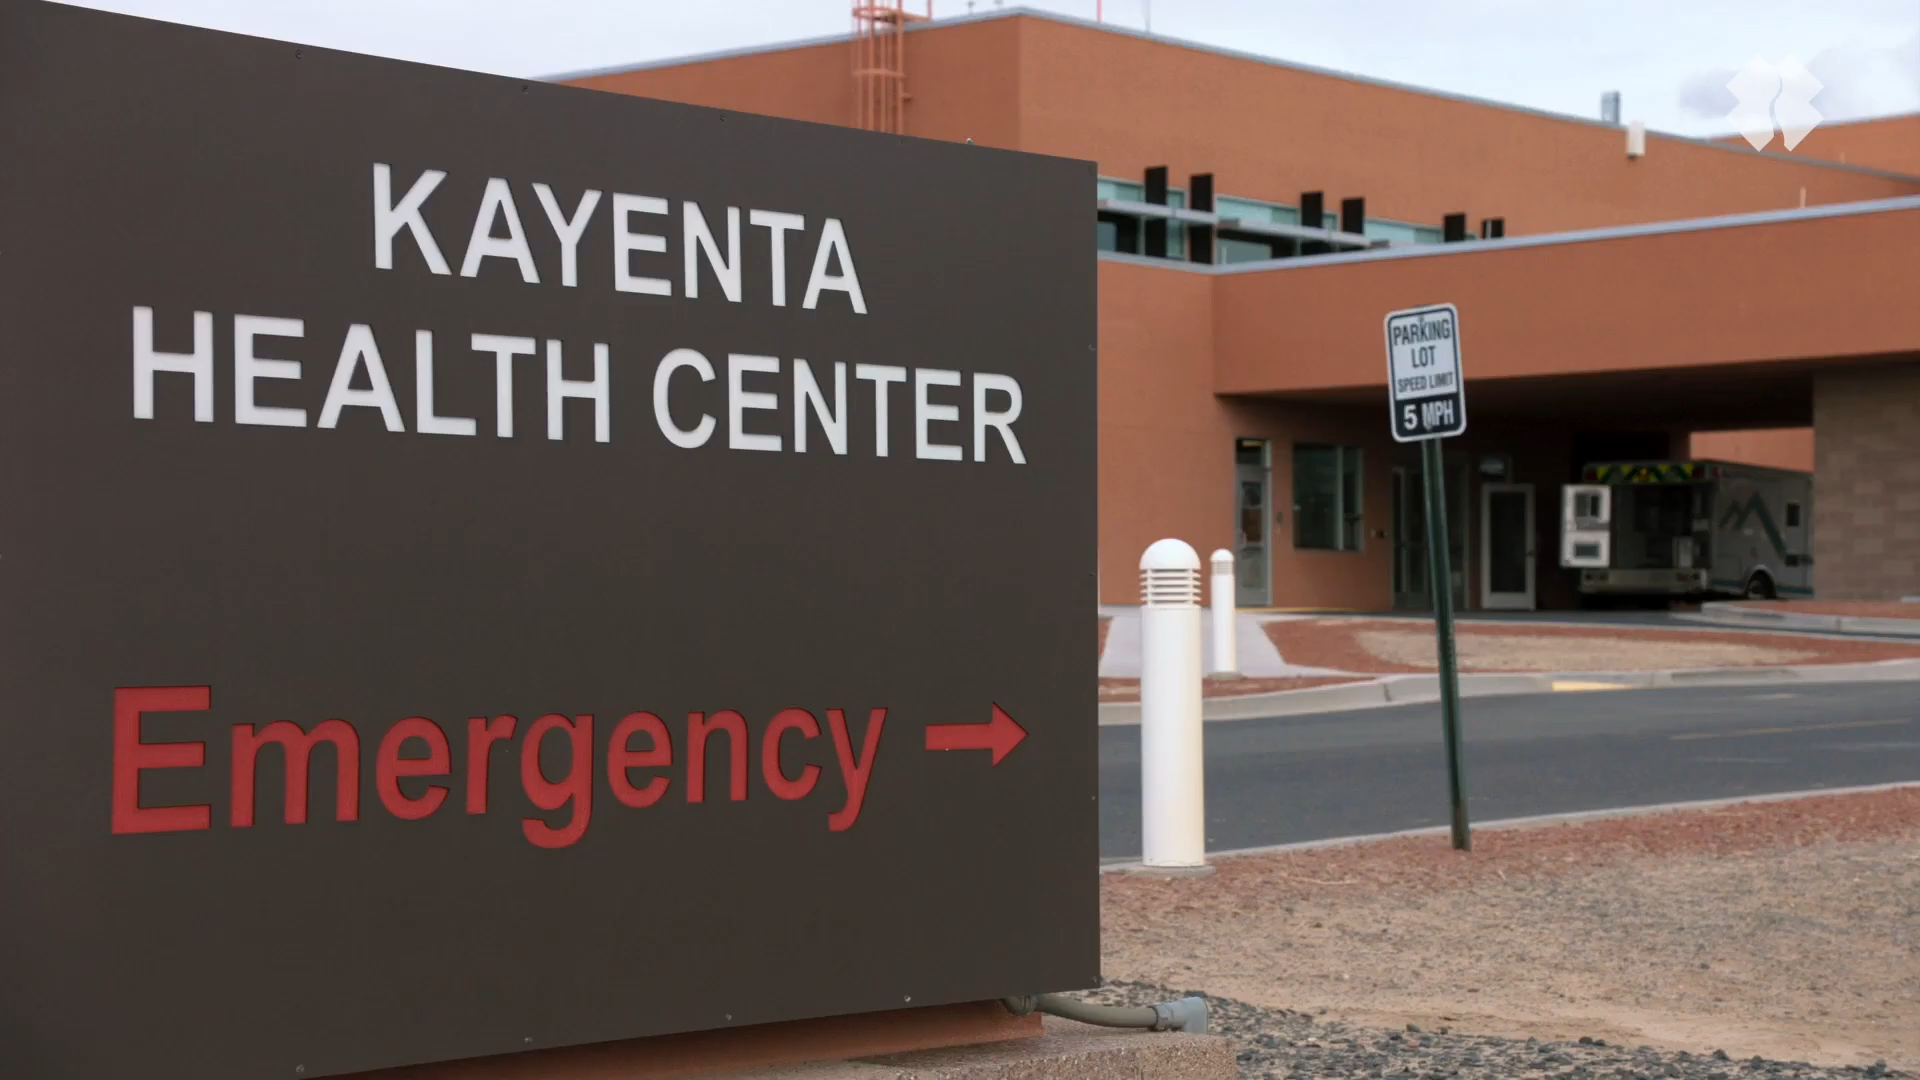 KAYENTA
HEALTH CENTER
Emergency
PARKING
LOT
SPEED LIMIT
5 MPH